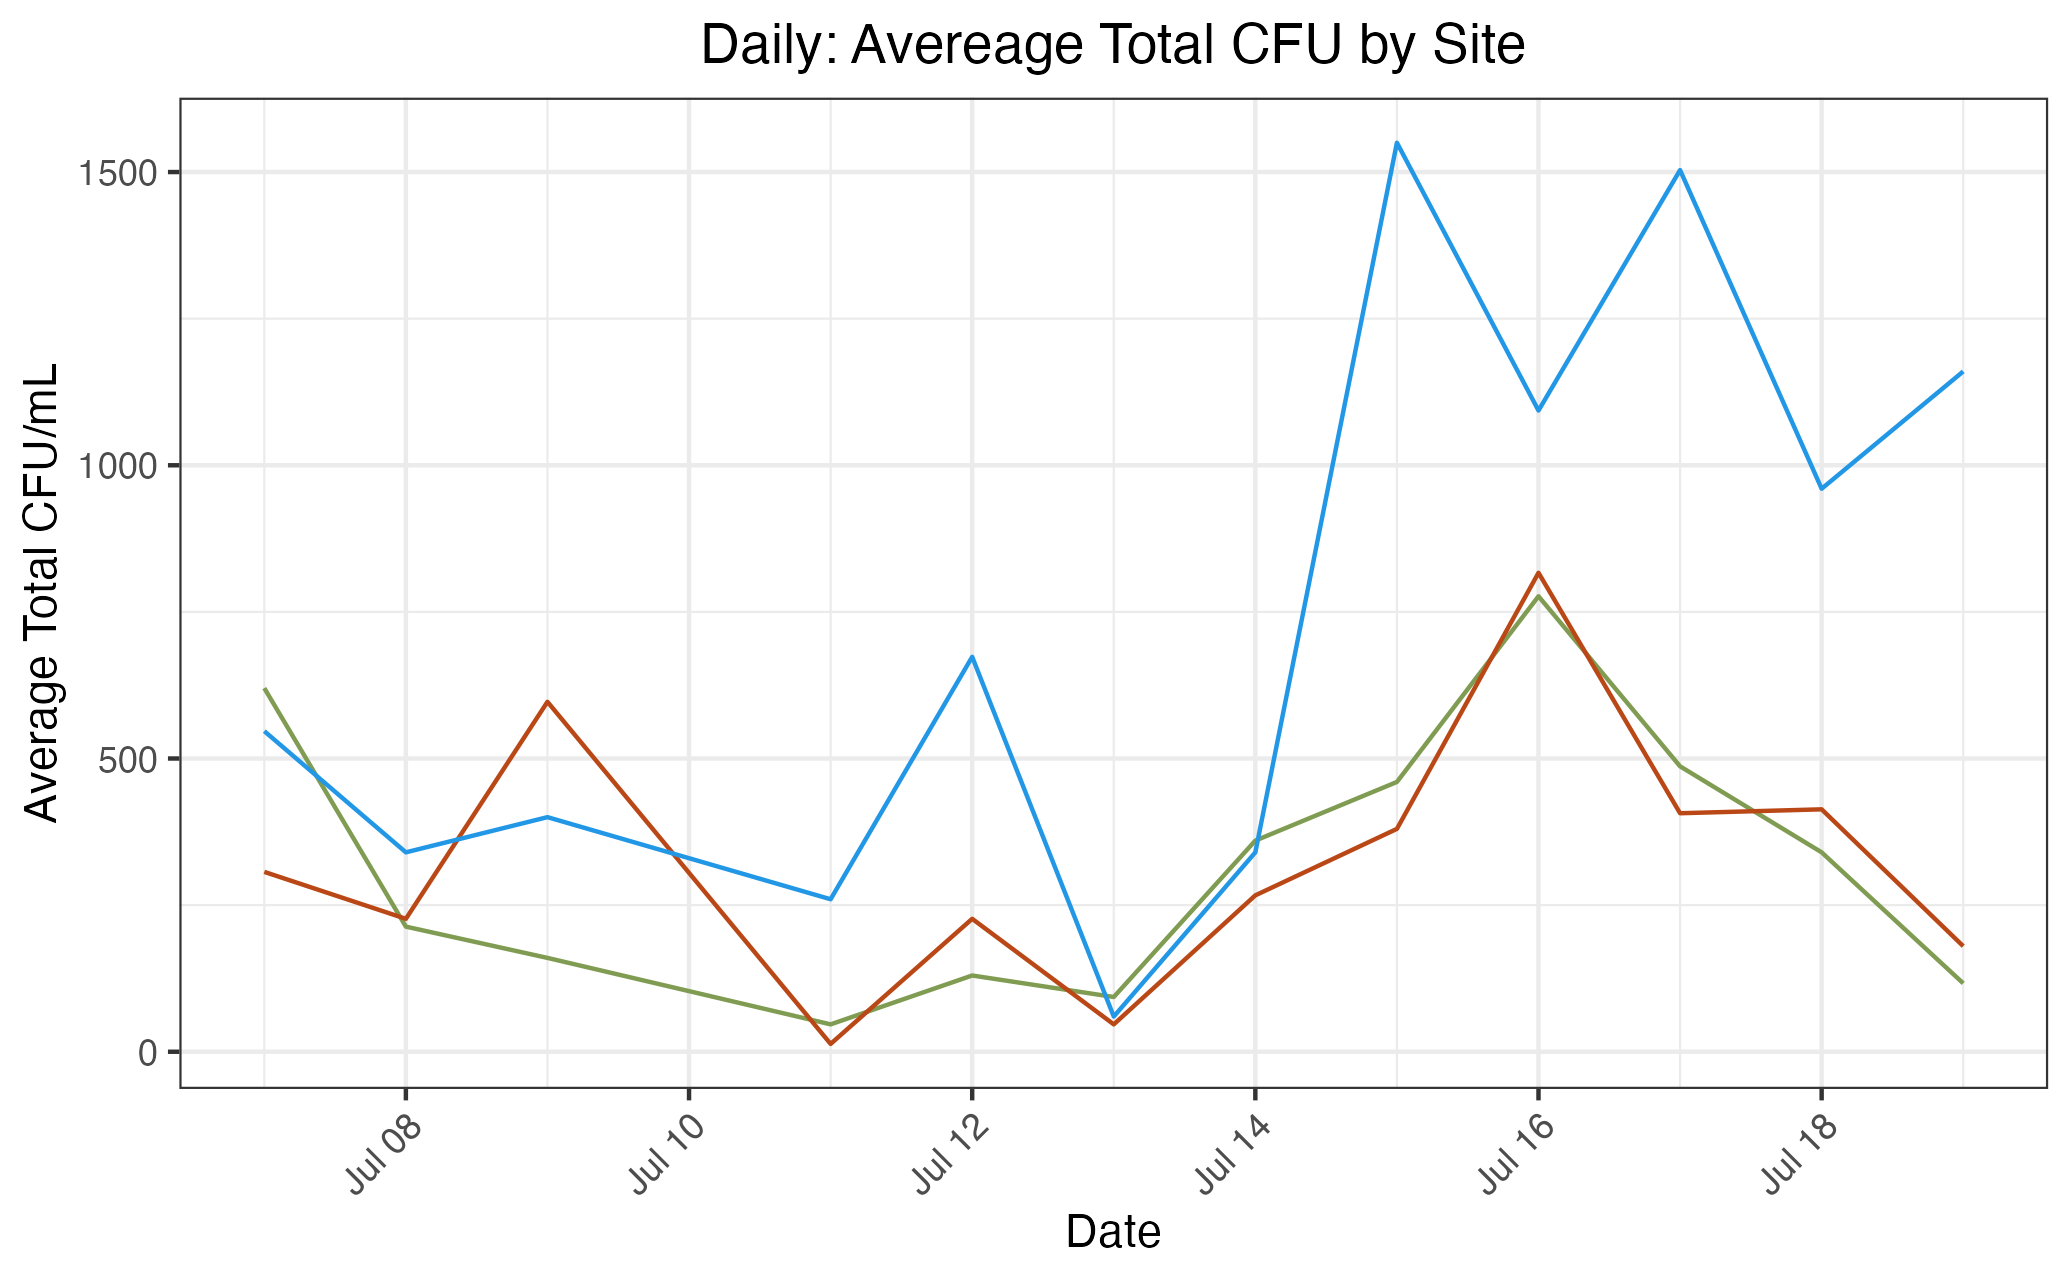 Daily: Avereage Total CFU by Site
Average Total CFU/mL
1500
1000
500
0
Jul 08
Jul 10
Jul 12
Jul 14
Jul 16
Jul 18
Date